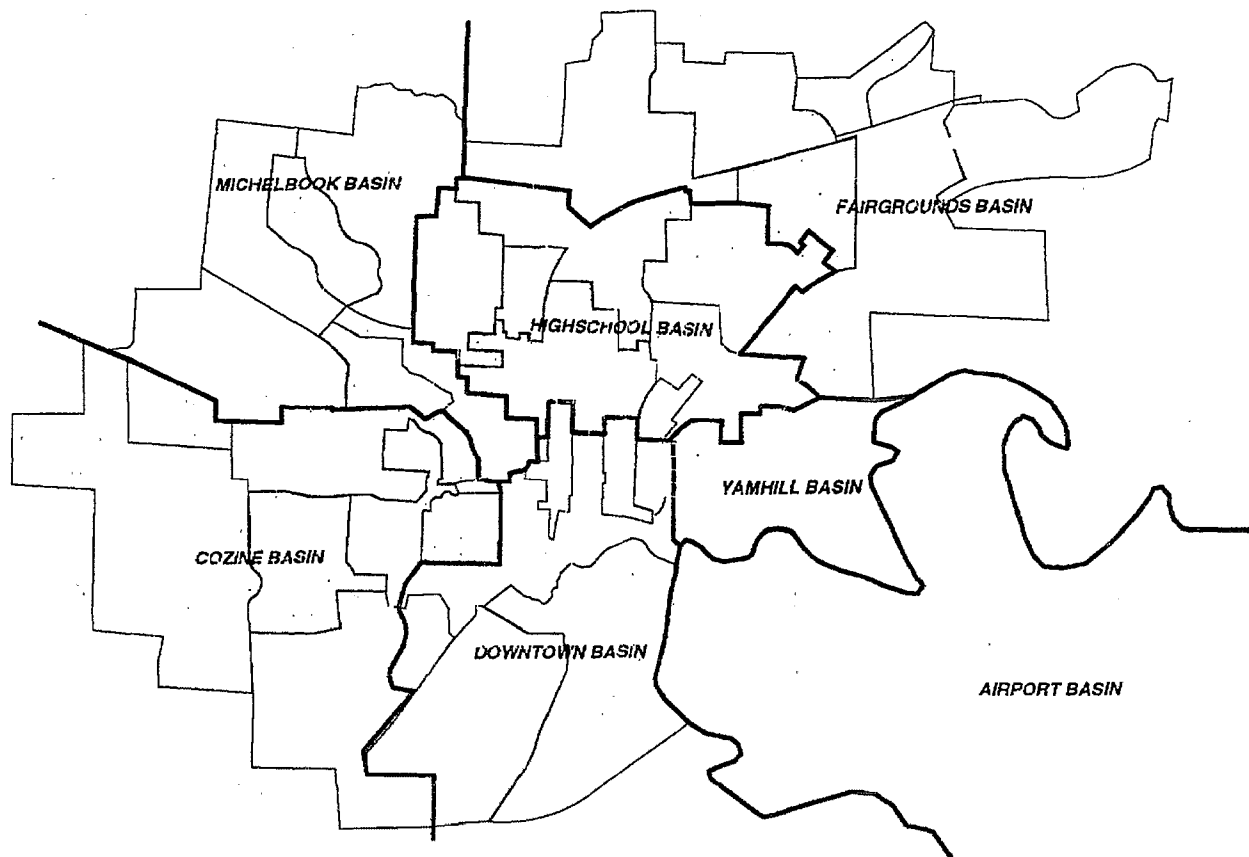 MICHELBOOK BASIN
FAIRGROUNDS BASIN
HIGHSCHOOL BASIN
YAMHILL BASIN
COZINE BASIN
DOWNTOWN BASIN
AIRPORT BASIN